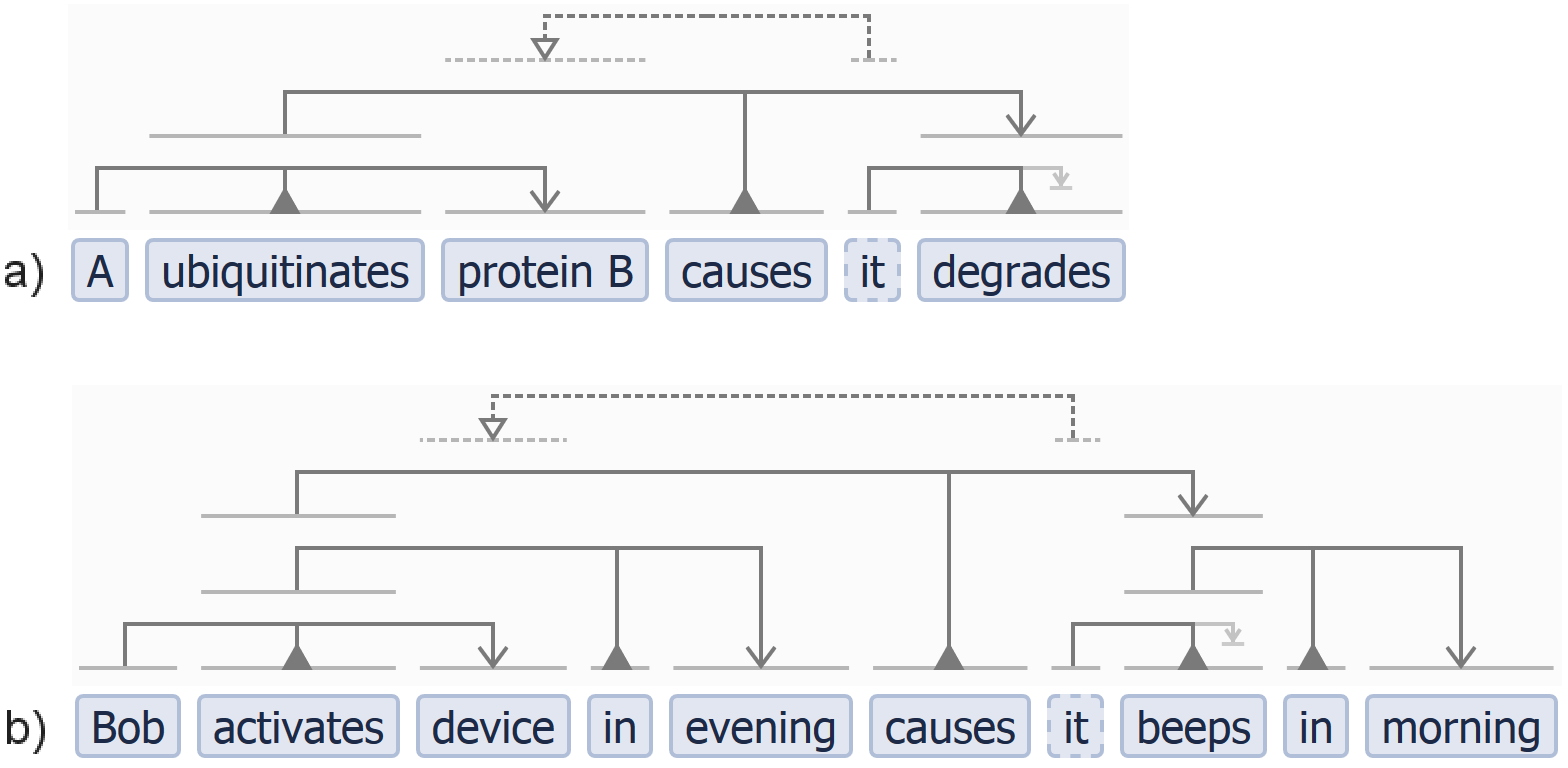 a) A ubiquitinates protein B causes it degrades
b) Bob activates device in evening causes it beeps in morning